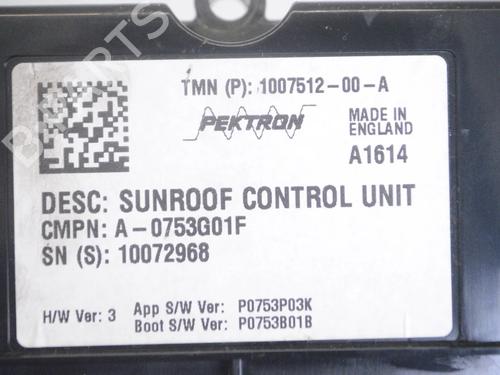 TMN (P): 1007512-00-A
PEKTRON
MADE IN
ENGLAND
A1614
DESC: SUNROOF CONTROL UNIT
CMPN: A-0753G01F
SN (S): 10072968
H/W Ver: 3 App S/W Ver: P0753P03K
Boot S/W Ver: P0753B01B